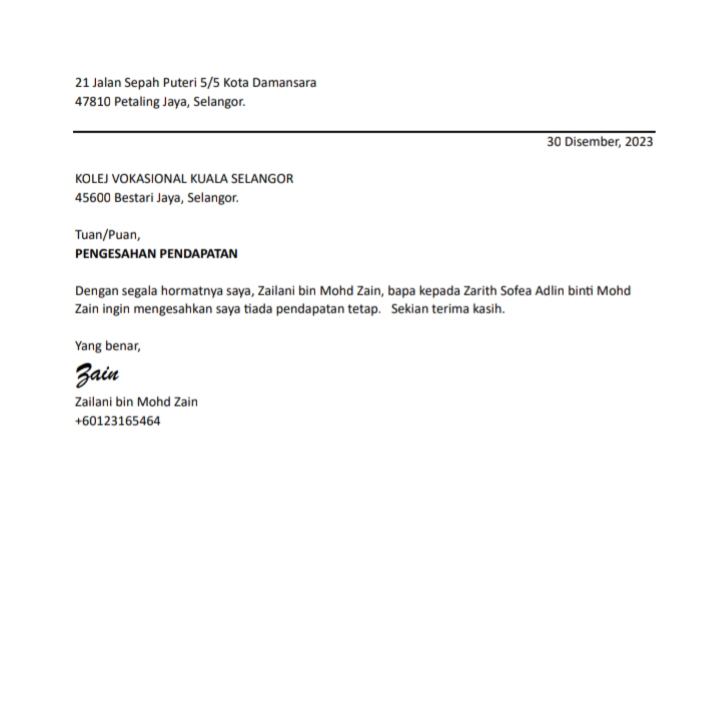 21 Jalan Sepah Puteri 5/5 Kota Damansara
47810 Petaling Jaya, Selangor.
30 Disember, 2023
KOLEJ VOKASIONAL KUALA SELANGOR
45600 Bestari Jaya, Selangor.
Tuan/Puan,
PENGESAHAN PENDAPATAN
Dengan segala hormatnya saya, Zailani bin Mohd Zain, bapa kepada Zarith Sofea Adlin binti Mohd
Zain ingin mengesahkan saya tiada pendapatan tetap.   Sekian terima kasih.
Yang benar,
Zain
Zailani bin Mohd Zain
+60123165464